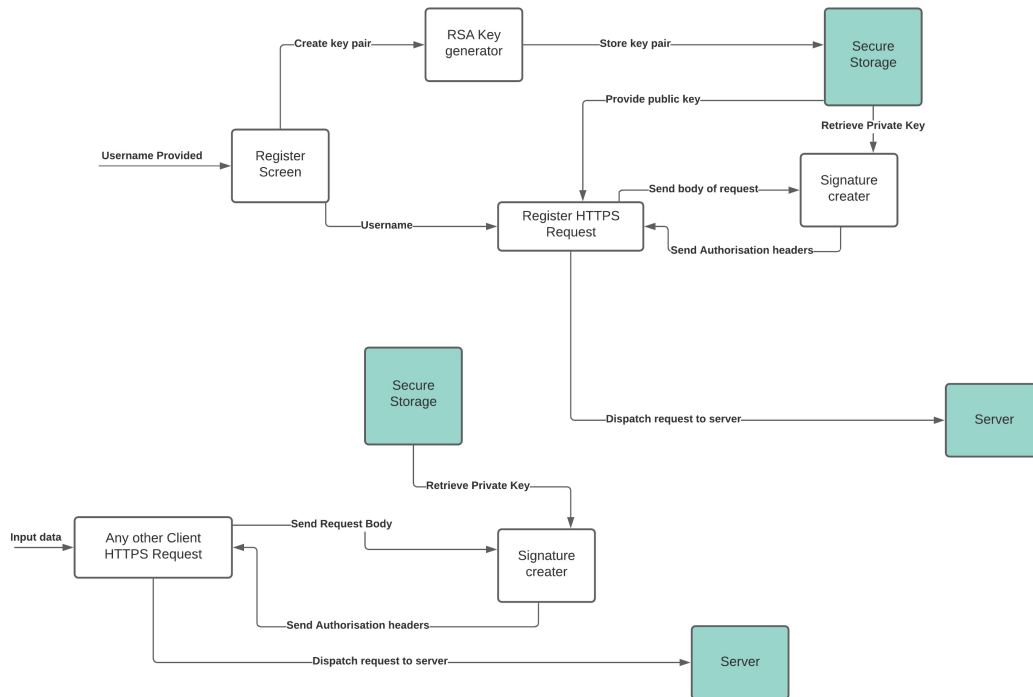 RSA Key
generator
Create key pair
Store key pair
Secure
Storage
Provide public key
Retrieve Private Key
Username Provided
Register
Screen
Send body of request
Signature
creater
Username
Register HTTPS
Request
Send Authorisation headers
Secure
Storage
Dispatch request to server
Server
Retrieve Private Key
Input data
Any other Client
HTTPS Request
Send Request Body
Signature
creater
Send Authorisation headers
Dispatch request to server
Server